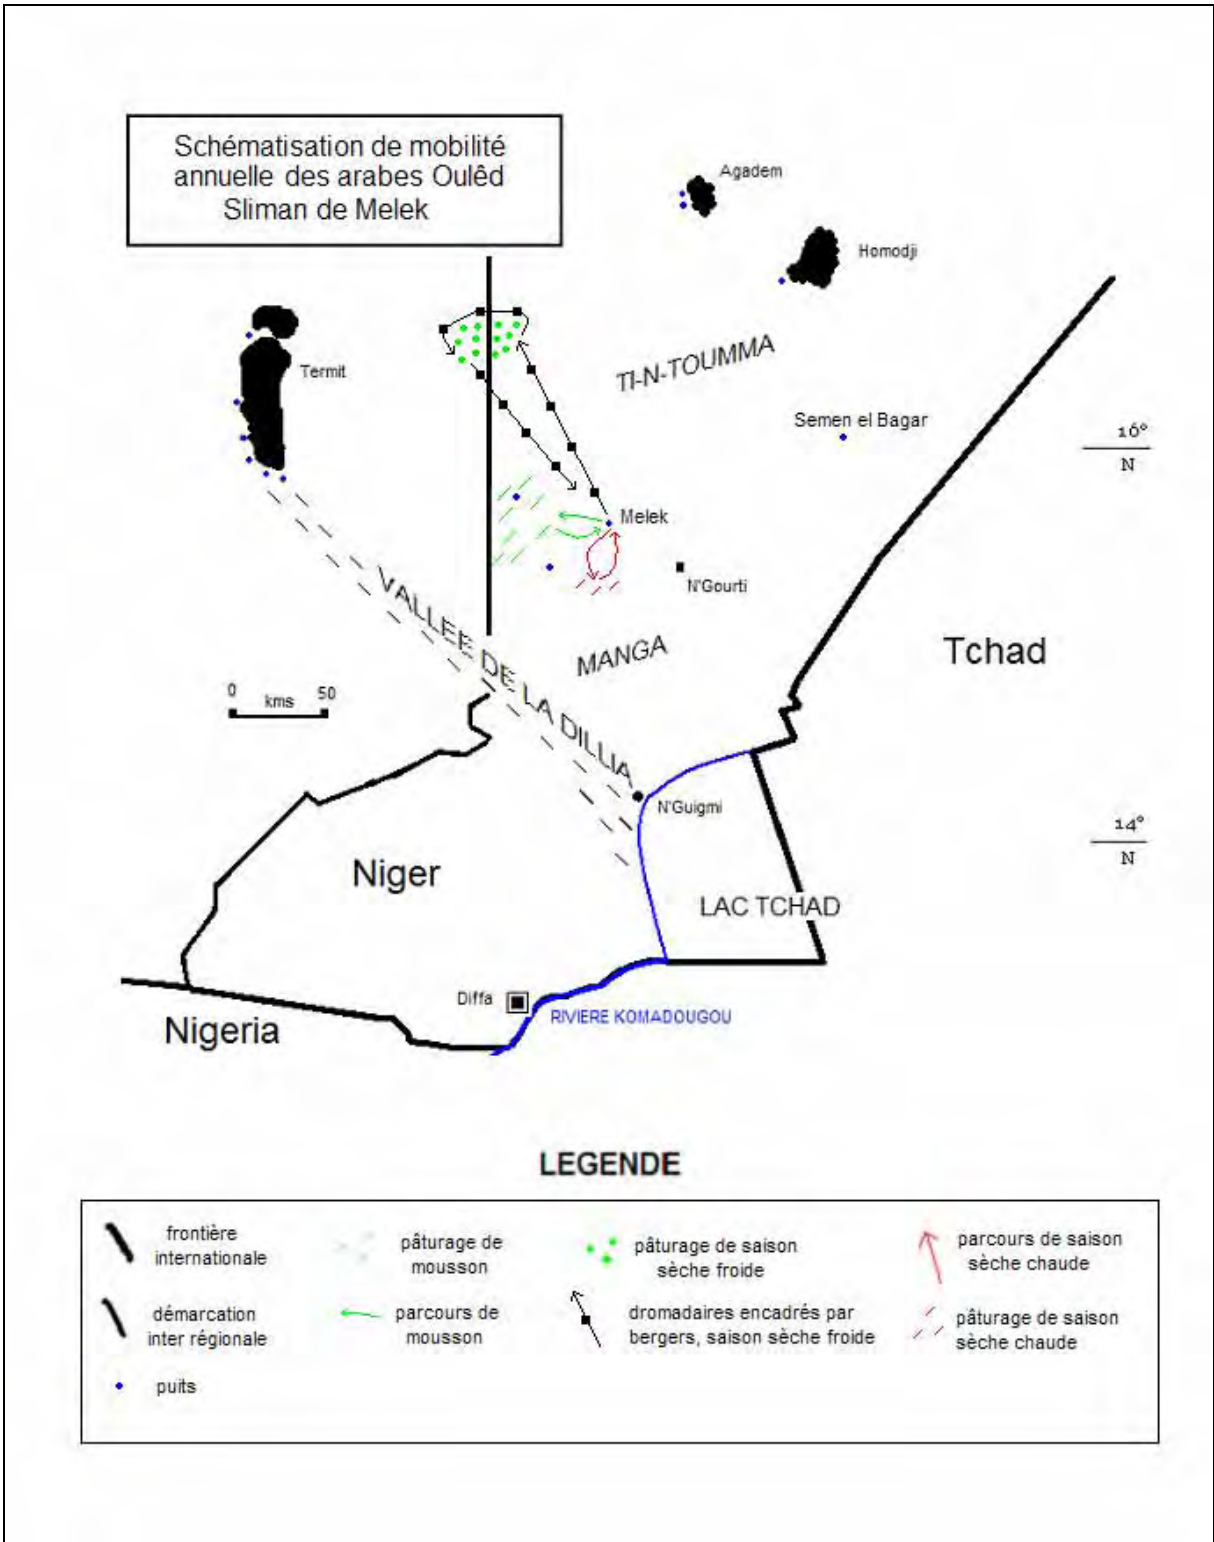 Schématisation de mobilité
annuelle des arabes Oulêd
Sliman de Melek
Agadem
Homodji
Termit
TI-N-TOUMMA
Semen el Bagar
16°
N
Melek
N'Gourti
VALLEE DE LA DILLIA
MANGA
Tchad
0 50
kms
N'Guigmi
14°
N
Niger
LAC TCHAD
Diffa
RIVIERE KOMADOUGOU
Nigeria
LEGENDE
frontière
internationale
pâturage de
mousson
pâturage de saison
sèche froide
parcours de saison
sèche chaude
démarcation
inter régionale
parcours de
mousson
dromadaires encadrés par
bergers, saison sèche froide
pâturage de saison
sèche chaude
puits